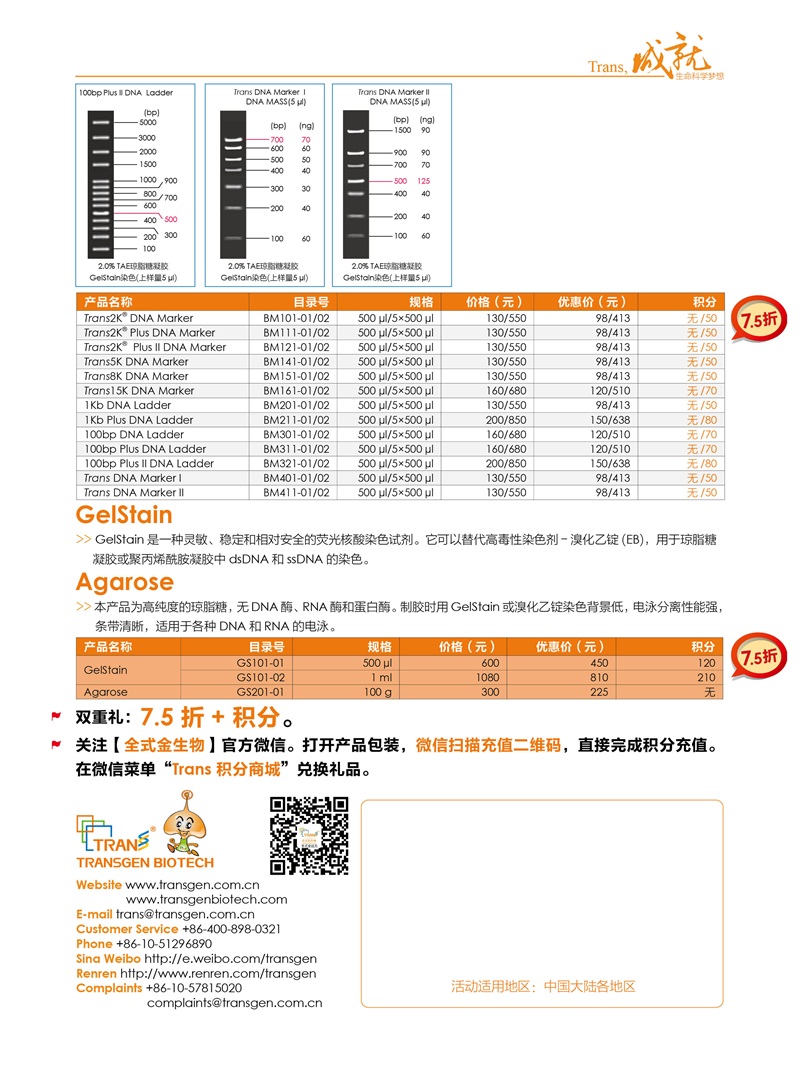 Trans, 成就
生命科学梦想
100bp Plus II DNA Ladder
(bp)
5000
3000
2000
1500
1000 900
800 700
600
400 500
200 300
100
2.0% TAE琼脂糖凝胶
GelStain染色(上样量5 µl)
Trans DNA Marker I
DNA MASS(5 µl)
(bp) (ng)
700 70
600 60
500 50
400 40
300 30
200 40
100 60
2.0% TAE琼脂糖凝胶
GelStain染色(上样量5 µl)
Trans DNA Marker II
DNA MASS(5 µl)
(bp) (ng)
1500 90
900 90
700 70
500 125
400 40
200 40
100 60
2.0% TAE琼脂糖凝胶
GelStain染色(上样量5 µl)
产品名称 目录号 规格 价格（元） 优惠价（元） 积分
Trans2K® DNA Marker BM101-01/02 500 µl/5×500 µl 130/550 98/413 无 /50
Trans2K® Plus DNA Marker BM111-01/02 500 µl/5×500 µl 130/550 98/413 无 /50
Trans2K® Plus II DNA Marker BM121-01/02 500 µl/5×500 µl 130/550 98/413 无 /50
Trans5K DNA Marker BM141-01/02 500 µl/5×500 µl 130/550 98/413 无 /50
Trans8K DNA Marker BM151-01/02 500 µl/5×500 µl 130/550 98/413 无 /50
Trans15K DNA Marker BM161-01/02 500 µl/5×500 µl 160/680 120/510 无 /70
1Kb DNA Ladder BM201-01/02 500 µl/5×500 µl 130/550 98/413 无 /50
1Kb Plus DNA Ladder BM211-01/02 500 µl/5×500 µl 200/850 150/638 无 /80
100bp DNA Ladder BM301-01/02 500 µl/5×500 µl 160/680 120/510 无 /70
100bp Plus DNA Ladder BM311-01/02 500 µl/5×500 µl 160/680 120/510 无 /70
100bp Plus II DNA Ladder BM321-01/02 500 µl/5×500 µl 200/850 150/638 无 /80
Trans DNA Marker I BM401-01/02 500 µl/5×500 µl 130/550 98/413 无 /50
Trans DNA Marker II BM411-01/02 500 µl/5×500 µl 130/550 98/413 无 /50
7.5折
GelStain
>> GelStain 是一种灵敏、稳定和相对安全的荧光核酸染色试剂。它可以替代高毒性染色剂 – 溴化乙锭 (EB)，用于琼脂糖
凝胶或聚丙烯酰胺凝胶中 dsDNA 和 ssDNA 的染色。
Agarose
>> 本产品为高纯度的琼脂糖，无 DNA 酶、RNA 酶和蛋白酶。制胶时用 GelStain 或溴化乙锭染色背景低，电泳分离性能强，
条带清晰，适用于各种 DNA 和 RNA 的电泳。
产品名称 目录号 规格 价格（元） 优惠价（元） 积分
GelStain GS101-01 500 µl 600 450 120
GS101-02 1 ml 1080 810 210
Agarose GS201-01 100 g 300 225 无
7.5折
双重礼：7.5 折 + 积分。
关注【全式金生物】官方微信。打开产品包装，微信扫描充值二维码，直接完成积分充值。
在微信菜单“Trans 积分商城”兑换礼品。
TRANS®
TRANSGEN BIOTECH
Website www.transgen.com.cn
www.transgenbiotech.com
E-mail trans@transgen.com.cn
Customer Service +86-400-898-0321
Phone +86-10-51296890
Sina Weibo http://e.weibo.com/transgen
Renren http://www.renren.com/transgen
Complaints +86-10-57815020
complaints@transgen.com.cn
活动适用地区：中国大陆各地区